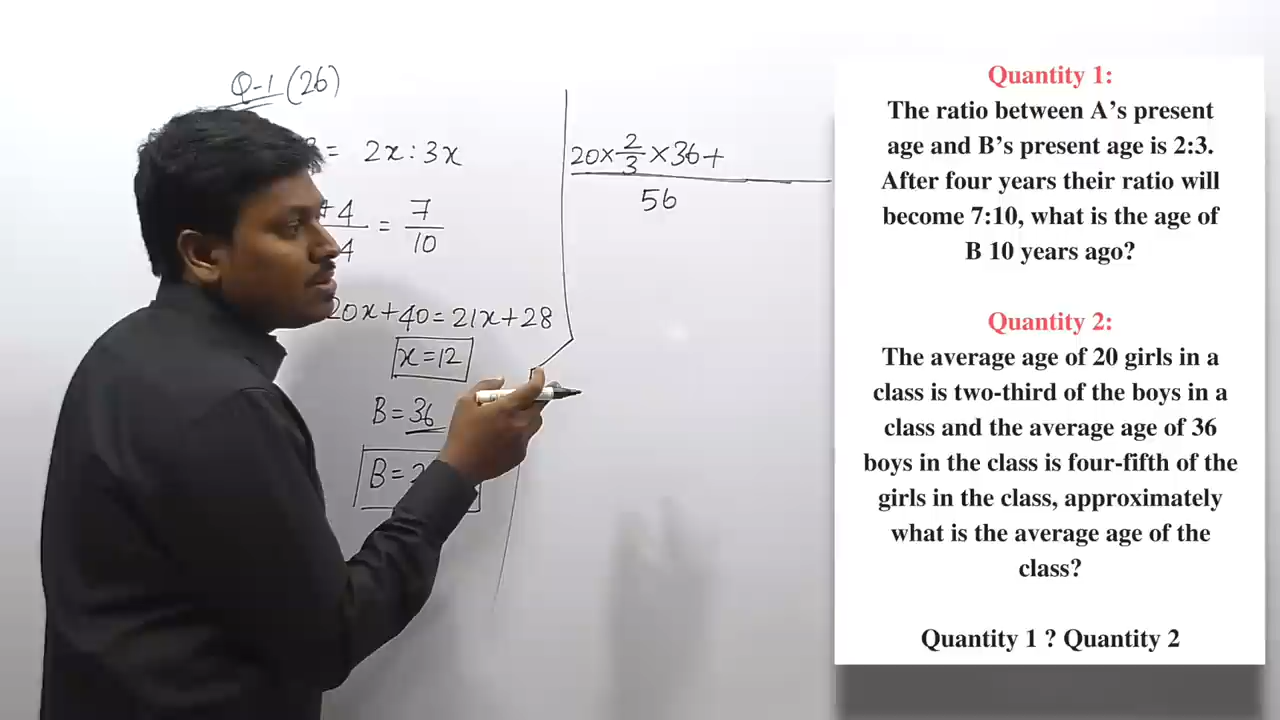 Q-1 (26)
= 2x : 3x
+4 = 7
4 10
20x+40=21x+28
x=12
B=36
B=2
20×2/3×36+
56
Quantity 1:
The ratio between A’s present
age and B’s present age is 2:3.
After four years their ratio will
become 7:10, what is the age of
B 10 years ago?
Quantity 2:
The average age of 20 girls in a
class is two-third of the boys in a
class and the average age of 36
boys in the class is four-fifth of the
girls in the class, approximately
what is the average age of the
class?
Quantity 1 ? Quantity 2